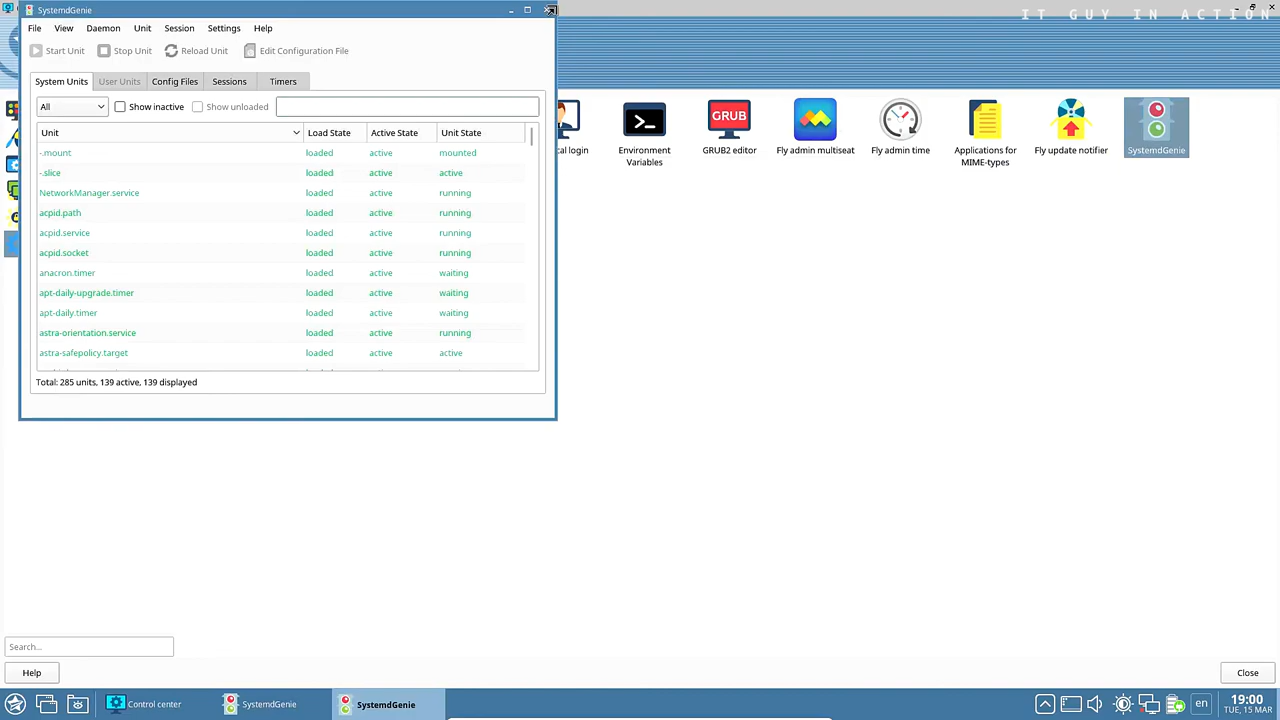 SystemdGenie
IT GUY IN ACTION
File View Daemon Unit Session Settings Help
Start Unit Stop Unit Reload Unit Edit Configuration File
System Units User Units Config Files Sessions Timers
All Show inactive Show unloaded
Unit Load State Active State Unit State
-.mount loaded active mounted
-.slice loaded active active
NetworkManager.service loaded active running
acpid.path loaded active running
acpid.service loaded active running
acpid.socket loaded active running
anacron.timer loaded active waiting
apt-daily-upgrade.timer loaded active waiting
apt-daily.timer loaded active waiting
astra-orientation.service loaded active running
astra-safepolicy.target loaded active active
Total: 285 units, 139 active, 139 displayed
GRUB
login
Environment
Variables
GRUB2 editor
Fly admin multiseat
Fly admin time
Applications for
MIME-types
Fly update notifier
SystemdGenie
Search...
Help
Close
Control center
SystemdGenie
SystemdGenie
en
19:00
TUE, 15 MAR